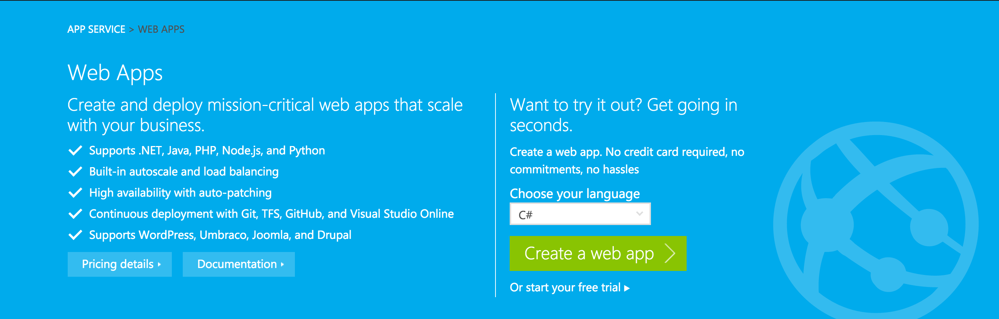 APP SERVICE > WEB APPS
Web Apps
Create and deploy mission-critical web apps that scale
with your business.
Supports .NET, Java, PHP, Node.js, and Python
Built-in autoscale and load balancing
High availability with auto-patching
Continuous deployment with Git, TFS, GitHub, and Visual Studio Online
Supports WordPress, Umbraco, Joomla, and Drupal
Pricing details
Documentation
Want to try it out? Get going in
seconds.
Create a web app. No credit card required, no
commitments, no hassles
Choose your language
C#
Create a web app
Or start your free trial